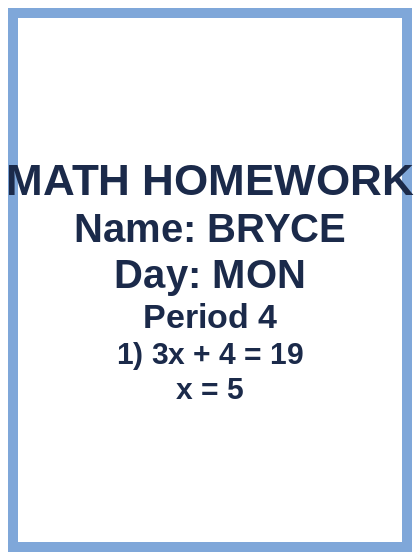 MATH HOMEWORK
Name: BRYCE
Day: MON
Period 4
1) 3x + 4 = 19
x = 5